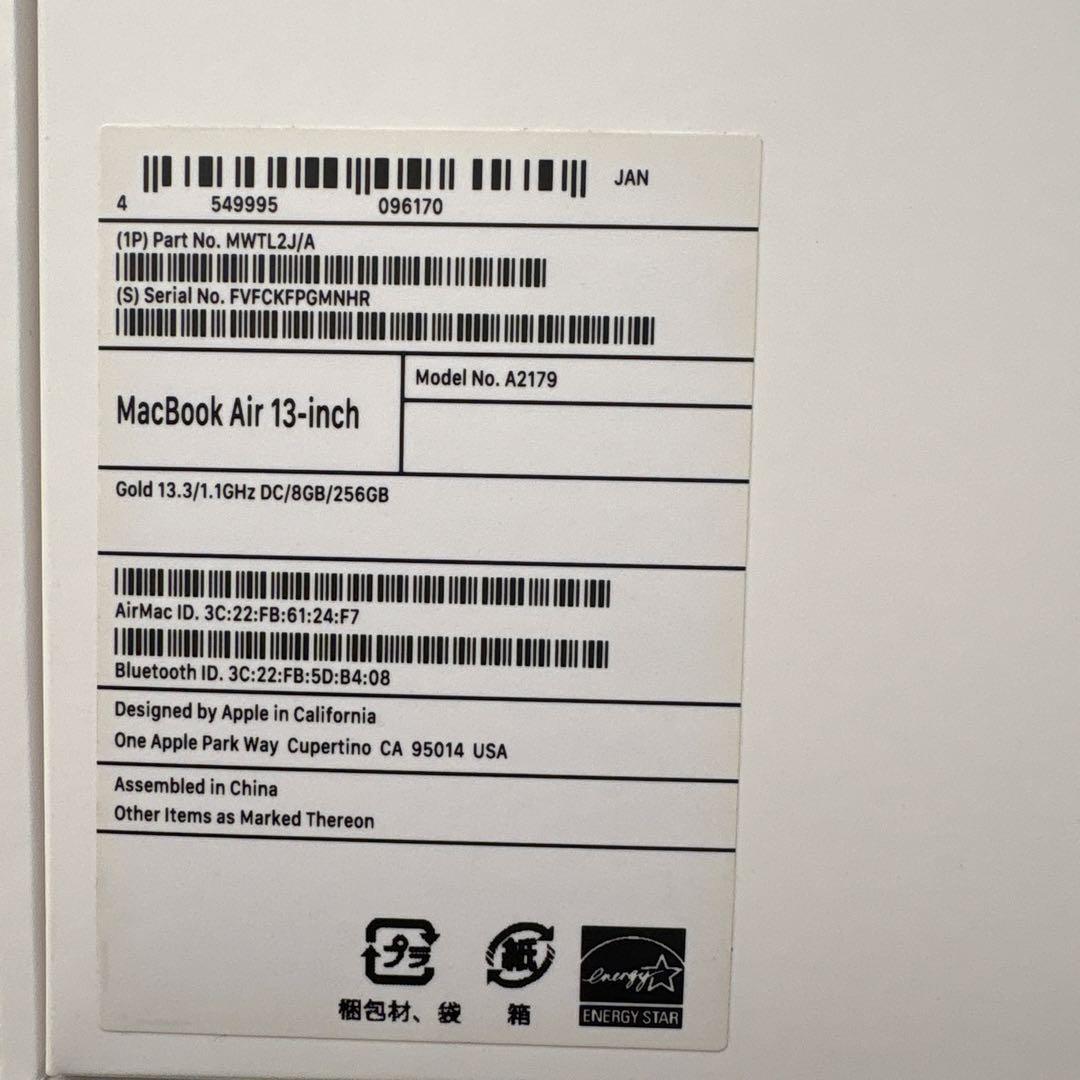 JAN
4 549995 096170
(1P) Part No. MWTL2J/A
(S) Serial No. FVFCKFPGMNHR
MacBook Air 13-inch
Model No. A2179
Gold 13.3/1.1GHz DC/8GB/256GB
AirMac ID. 3C:22:FB:61:24:F7
Bluetooth ID. 3C:22:FB:5D:B4:08
Designed by Apple in California
One Apple Park Way Cupertino CA 95014 USA
Assembled in China
Other Items as Marked Thereon
プラ
紙
energy
ENERGY STAR
梱包材、袋
箱